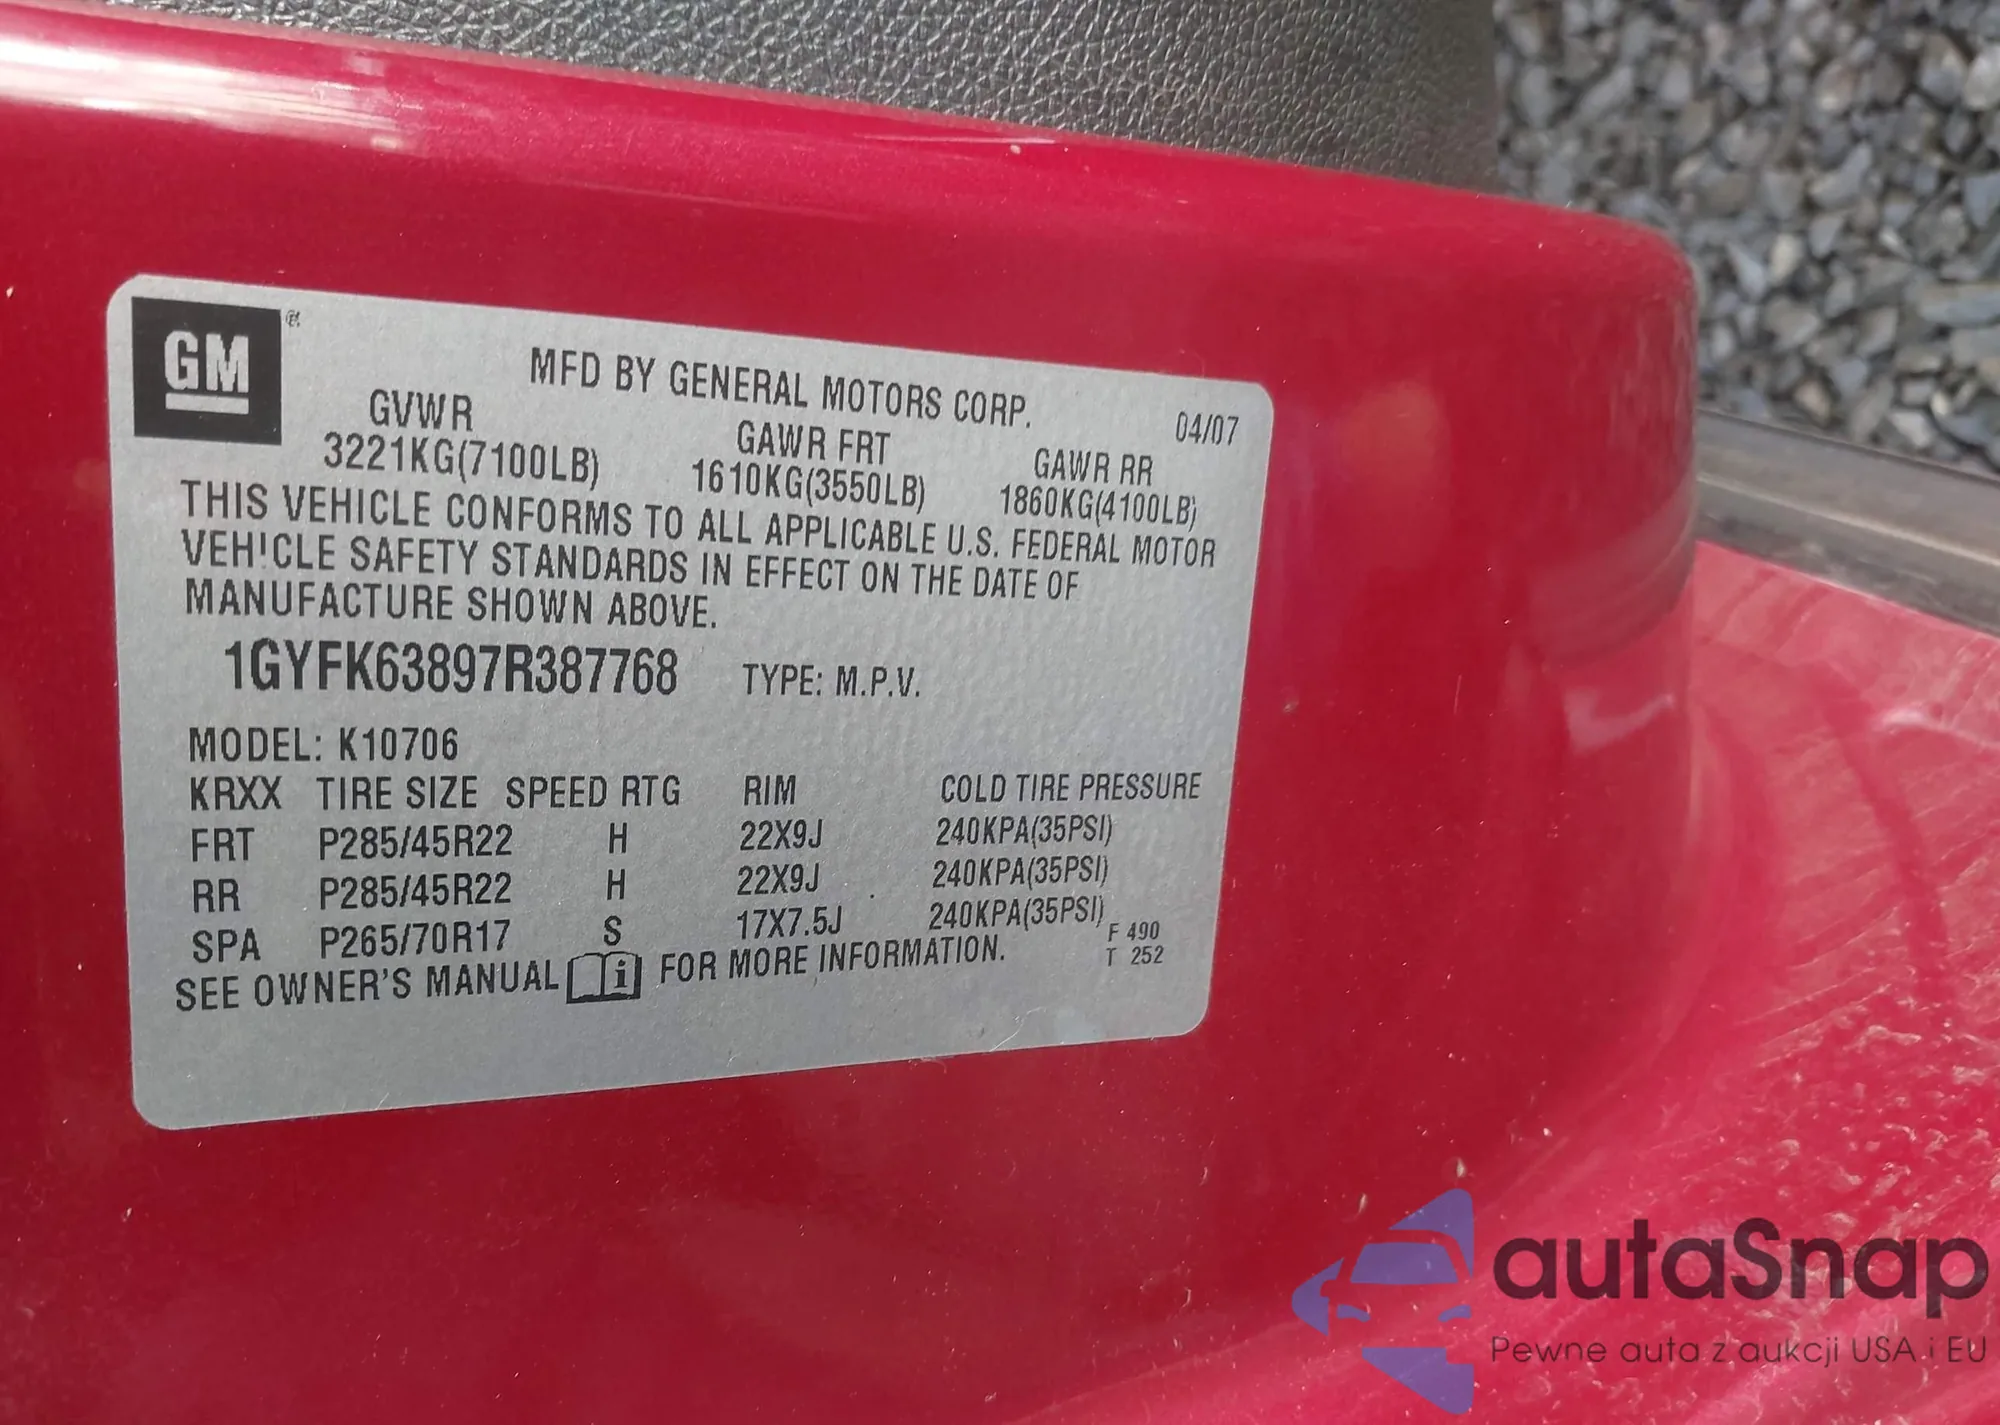 GM ®
MFD BY GENERAL MOTORS CORP.
04/07
GVWR GAWR FRT GAWR RR
3221KG(7100LB) 1610KG(3550LB) 1860KG(4100LB)
THIS VEHICLE CONFORMS TO ALL APPLICABLE U.S. FEDERAL MOTOR
VEH!CLE SAFETY STANDARDS IN EFFECT ON THE DATE OF
MANUFACTURE SHOWN ABOVE.
1GYFK63897R387768 TYPE: M.P.V.
MODEL: K10706
KRXX TIRE SIZE SPEED RTG RIM COLD TIRE PRESSURE
FRT P285/45R22 H 22X9J 240KPA(35PSI)
RR P285/45R22 H 22X9J 240KPA(35PSI)
SPA P265/70R17 S 17X7.5J 240KPA(35PSI)
SEE OWNER'S MANUAL i FOR MORE INFORMATION.
F 490
T 252
autaSnap
Pewne auta z aukcji USA i EU